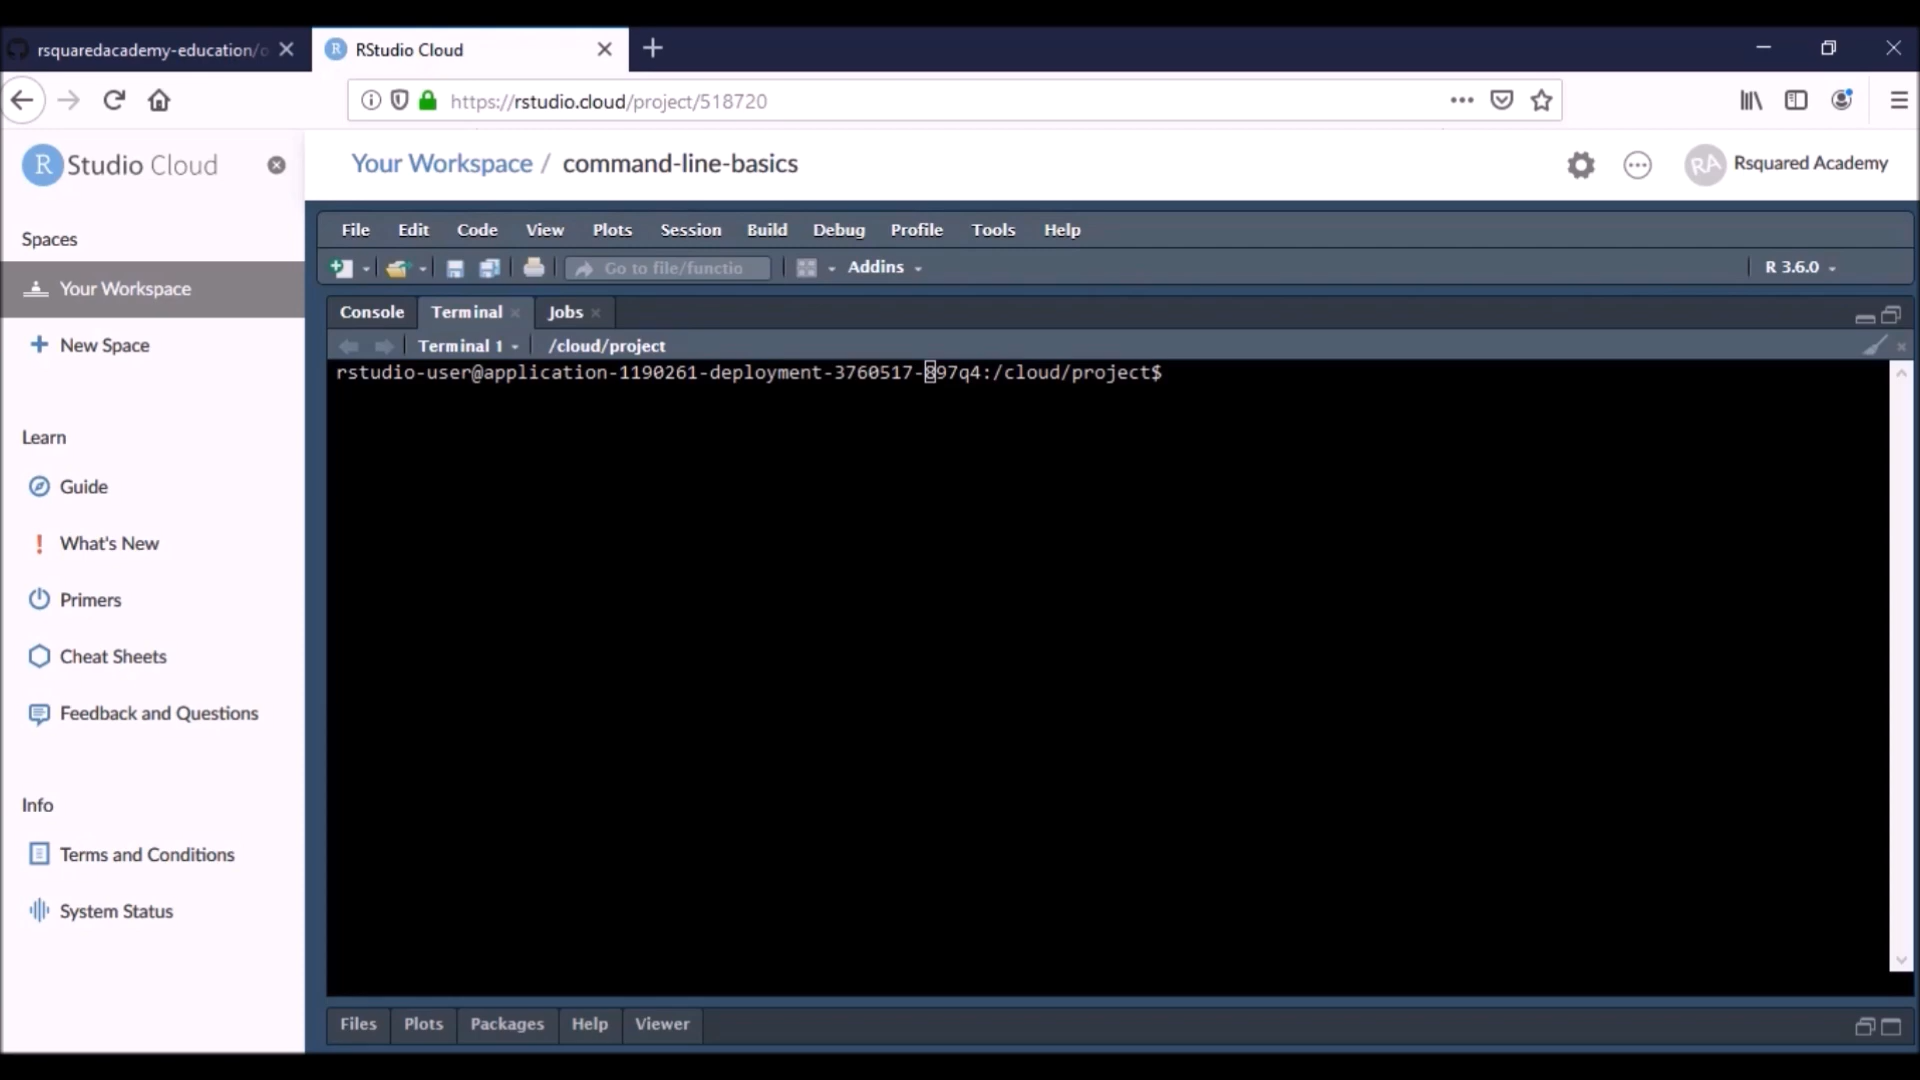 rsquaredacademy-education/o
RStudio Cloud
https://rstudio.cloud/project/518720
R Studio Cloud
Your Workspace / command-line-basics
RA Rsquared Academy
Spaces
Your Workspace
New Space
Learn
Guide
What's New
Primers
Cheat Sheets
Feedback and Questions
Info
Terms and Conditions
System Status
File Edit Code View Plots Session Build Debug Profile Tools Help
Go to file/functio Addins R 3.6.0
Console Terminal Jobs
Terminal 1 /cloud/project
rstudio-user@application-1190261-deployment-3760517-897q4:/cloud/project$
Files Plots Packages Help Viewer